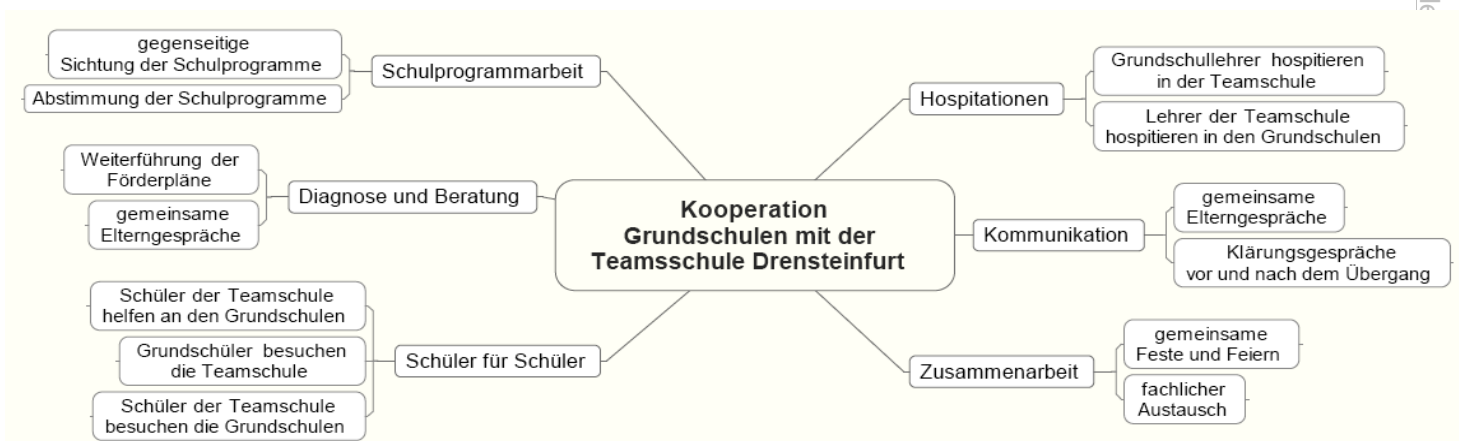 gegenseitige
Sichtung der Schulprogramme
Abstimmung der Schulprogramme
Schulprogrammarbeit
Weiterführung der
Förderpläne
gemeinsame
Elterngespräche
Diagnose und Beratung
Schüler der Teamschule
helfen an den Grundschulen
Grundschüler besuchen
die Teamschule
Schüler der Teamschule
besuchen die Grundschulen
Schüler für Schüler
Kooperation
Grundschulen mit der
Teamsschule Drensteinfurt
Hospitationen
Grundschullehrer hospitieren
in der Teamschule
Lehrer der Teamschule
hospitieren in den Grundschulen
Kommunikation
gemeinsame
Elterngespräche
Klärungsgespräche
vor und nach dem Übergang
Zusammenarbeit
gemeinsame
Feste und Feiern
fachlicher
Austausch